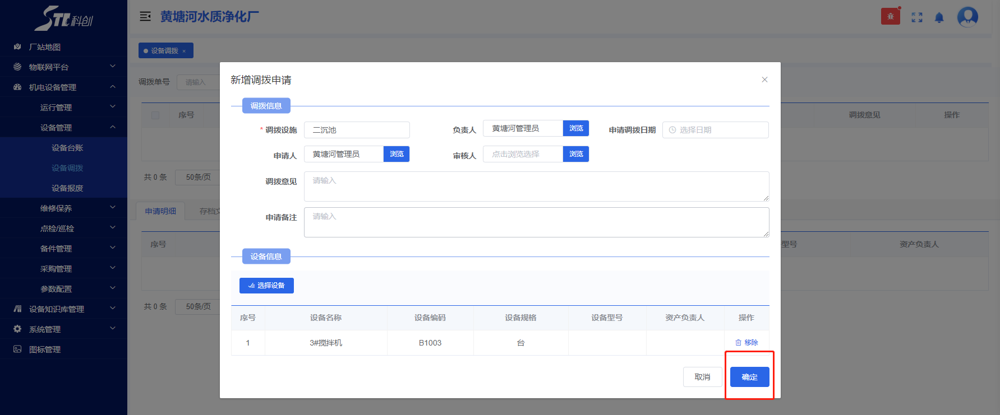 STC科创
黄塘河水质净化厂
厂站地图
物联网平台
机电设备管理
运行管理
设备管理
设备台账
设备调拨
设备报废
维修保养
点检/巡检
备件管理
采购管理
参数配置
设备知识库管理
系统管理
图标管理
设备调拨 ×
调拨单号 请输入
序号 调拨意见 操作
共 0 条 50条/页
申请明细 存档文
序号 型号 资产负责人
共 0 条 50条/页
新增调拨申请
调拨信息
* 调拨设施 二沉池 负责人 黄塘河管理员 浏览 申请调拨日期 选择日期
申请人 黄塘河管理员 浏览 审核人 点击浏览选择 浏览
调拨意见 请输入
申请备注 请输入
设备信息
选择设备
序号 设备名称 设备编码 设备规格 设备型号 资产负责人 操作
1 3#搅拌机 B1003 台 移除
取消 确定